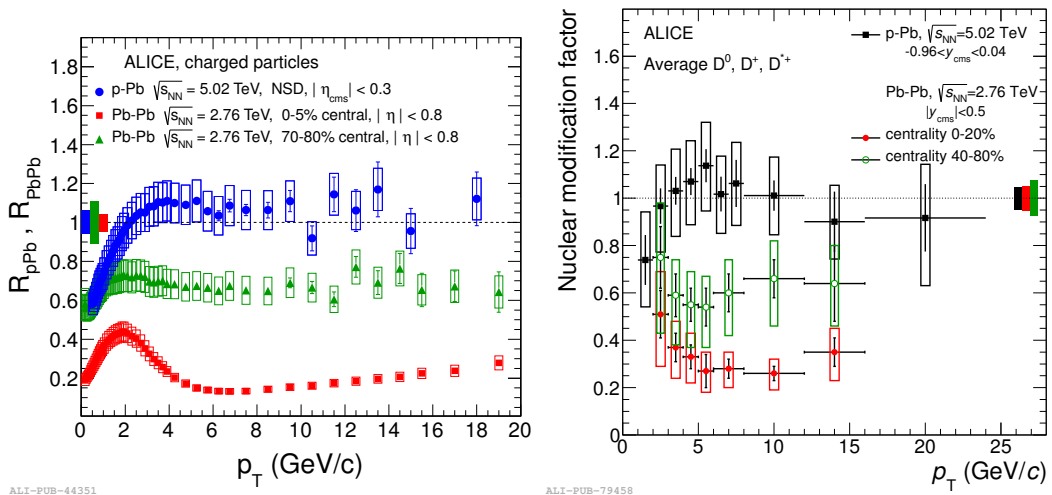 ALICE, charged particles
p-Pb √sNN = 5.02 TeV, NSD, | ηcms| < 0.3
Pb-Pb √sNN = 2.76 TeV, 0-5% central, | η | < 0.8
Pb-Pb √sNN = 2.76 TeV, 70-80% central, | η | < 0.8
RpPb , RPbPb
1.8
1.6
1.4
1.2
1
0.8
0.6
0.4
0.2
0 2 4 6 8 10 12 14 16 18 20
pT (GeV/c)
ALI-PUB-44351
ALICE
Average D0, D+, D*+
p-Pb, √sNN=5.02 TeV
-0.96<ycms<0.04
Pb-Pb, √sNN=2.76 TeV
|ycms|<0.5
centrality 0-20%
centrality 40-80%
Nuclear modification factor
1.6
1.4
1.2
1
0.8
0.6
0.4
0.2
0
0 5 10 15 20 25
pT (GeV/c)
ALI-PUB-79458